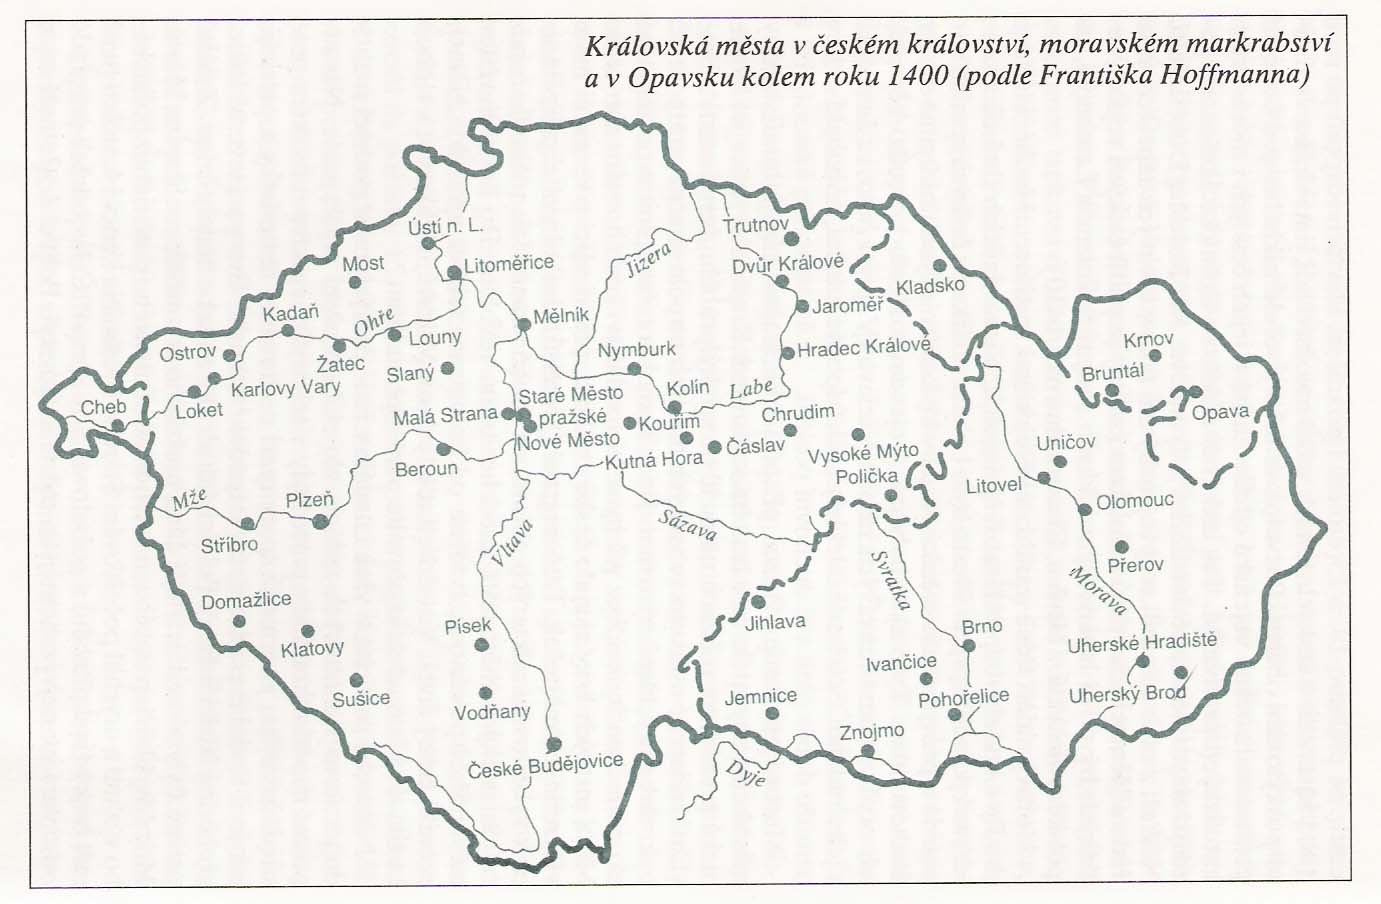 Královská města v českém království, moravském markrabství
a v Opavsku kolem roku 1400 (podle Františka Hoffmanna)
Ústí n. L.
Trutnov
Most
Litoměřice
Jizera
Dvůr Králové
Kladsko
Kadaň
Ohře
Mělník
Jaroměř
Ostrov
Louny
Žatec
Slaný
Nymburk
Hradec Králové
Krnov
Bruntál
Karlovy Vary
Loket
Cheb
Kolín
Labe
Staré Město
pražské
Malá Strana
Nové Město
Kouřim
Chrudim
Opava
Beroun
Kutná Hora
Čáslav
Vysoké Mýto
Polička
Uničov
Litovel
Olomouc
Mže
Plzeň
Stříbro
Vltava
Sázava
Svratka
Přerov
Morava
Domažlice
Klatovy
Písek
Jihlava
Brno
Uherské Hradiště
Sušice
Vodňany
Ivančice
Jemnice
Pohořelice
Uherský Brod
Znojmo
České Budějovice
Dyje